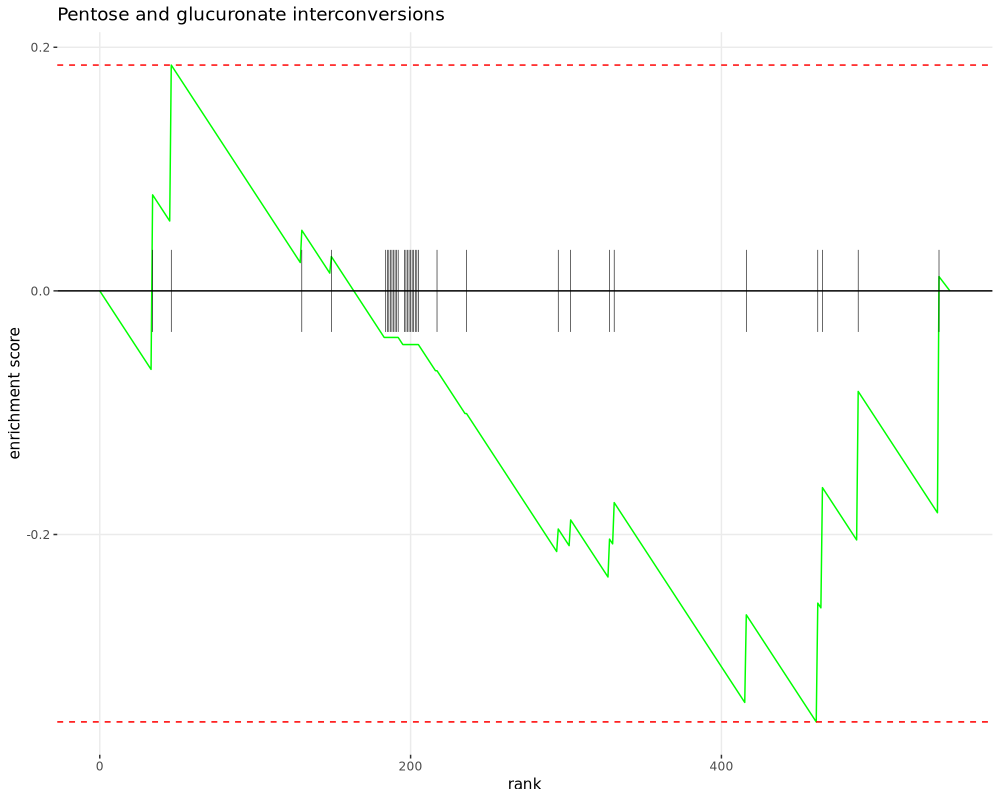 Pentose and glucuronate interconversions
0.2
0.0
-0.2
enrichment score
0
200
400
rank